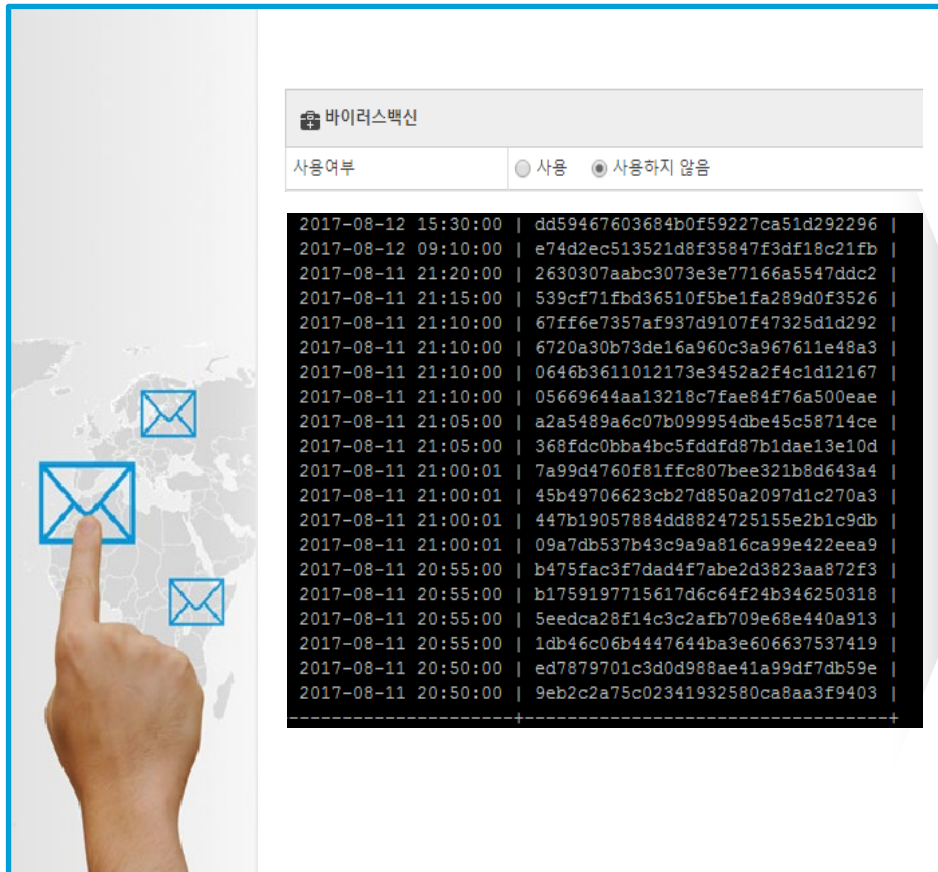 바이러스백신
사용여부 사용 사용하지 않음
2017-08-12 15:30:00 | dd59467603684b0f59227ca51d292296 |
2017-08-12 09:10:00 | e74d2ec513521d8f35847f3df18c21fb |
2017-08-11 21:20:00 | 2630307aabc3073e3e77166a5547ddc2 |
2017-08-11 21:15:00 | 539cf71fbd36510f5be1fa289d0f3526 |
2017-08-11 21:10:00 | 67ff6e7357af937d9107f47325d1d292 |
2017-08-11 21:10:00 | 6720a30b73de16a960c3a967611e48a3 |
2017-08-11 21:10:00 | 0646b3611012173e3452a2f4c1d12167 |
2017-08-11 21:10:00 | 05669644aa13218c7fae84f76a500eae |
2017-08-11 21:05:00 | a2a5489a6c07b099954dbe45c58714ce |
2017-08-11 21:05:00 | 368fdc0bba4bc5fddfd87b1dae13e10d |
2017-08-11 21:00:01 | 7a99d4760f81ffc807bee321b8d643a4 |
2017-08-11 21:00:01 | 45b49706623cb27d850a2097d1c270a3 |
2017-08-11 21:00:01 | 447b19057884dd8824725155e2b1c9db |
2017-08-11 21:00:01 | 09a7db537b43c9a9a816ca99e422eea9 |
2017-08-11 20:55:00 | b475fac3f7dad4f7abe2d3823aa872f3 |
2017-08-11 20:55:00 | b1759197715617d6c64f24b346250318 |
2017-08-11 20:55:00 | 5eedca28f14c3c2afb709e68e440a913 |
2017-08-11 20:55:00 | 1db46c06b4447644ba3e606637537419 |
2017-08-11 20:50:00 | ed7879701c3d0d988ae41a99df7db59e |
2017-08-11 20:50:00 | 9eb2c2a75c02341932580ca8aa3f9403 |
---------------------+----------------------------------+